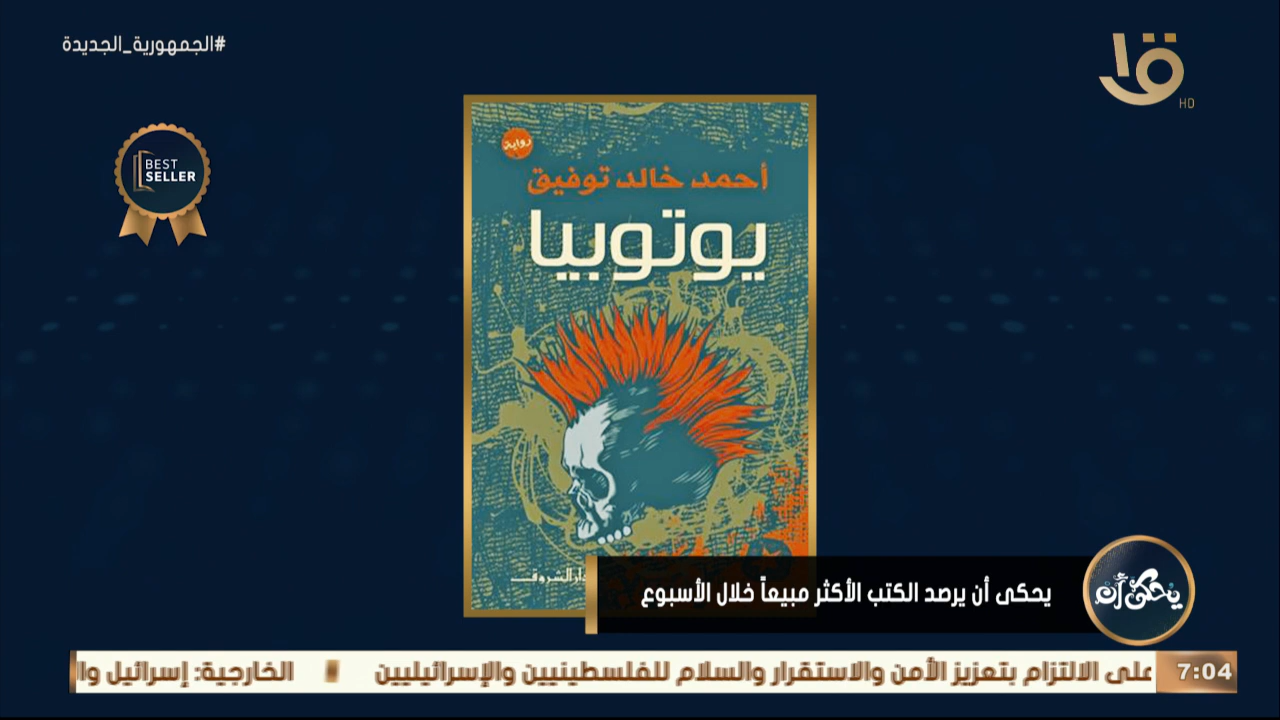 #الجمهورية_الجديدة
HD
BEST
SELLER
رواية
أحمد خالد توفيق
يوتوبيا
دار الشروق
يحكى أن يرصد الكتب الأكثر مبيعاً خلال الأسبوع
يحكى أن
7:04
على الالتزام بتعزيز الأمن والاستقرار والسلام للفلسطينيين والإسرائيليين
الخارجية: إسرائيل وا